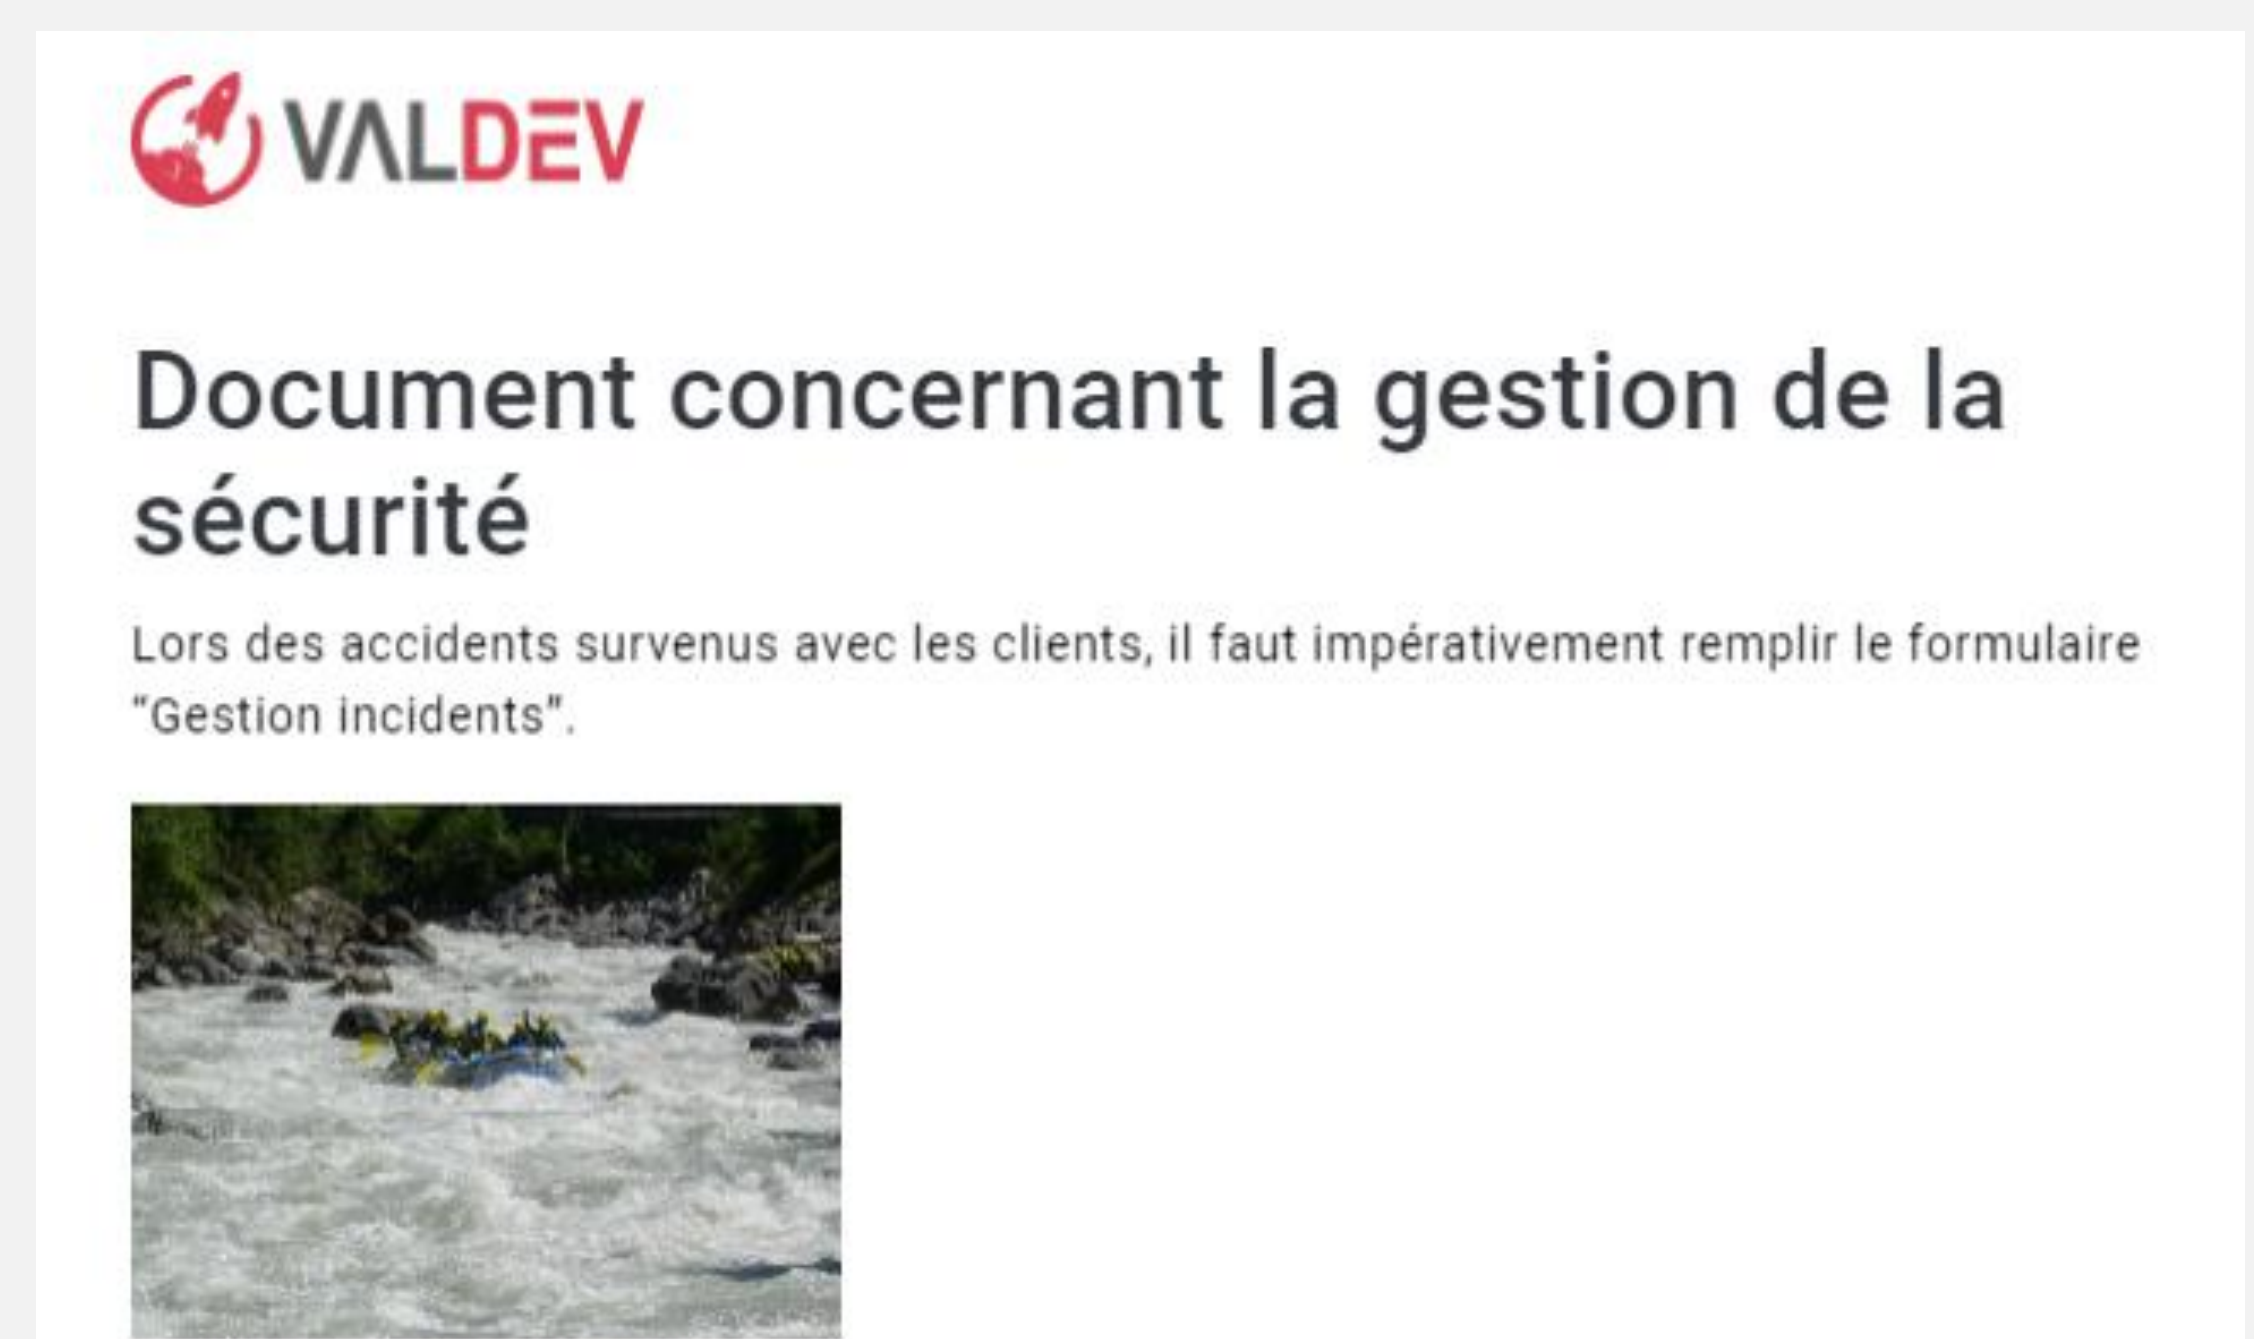 VALDEV
Document concernant la gestion de la
sécurité
Lors des accidents survenus avec les clients, il faut impérativement remplir le formulaire
“Gestion incidents”.